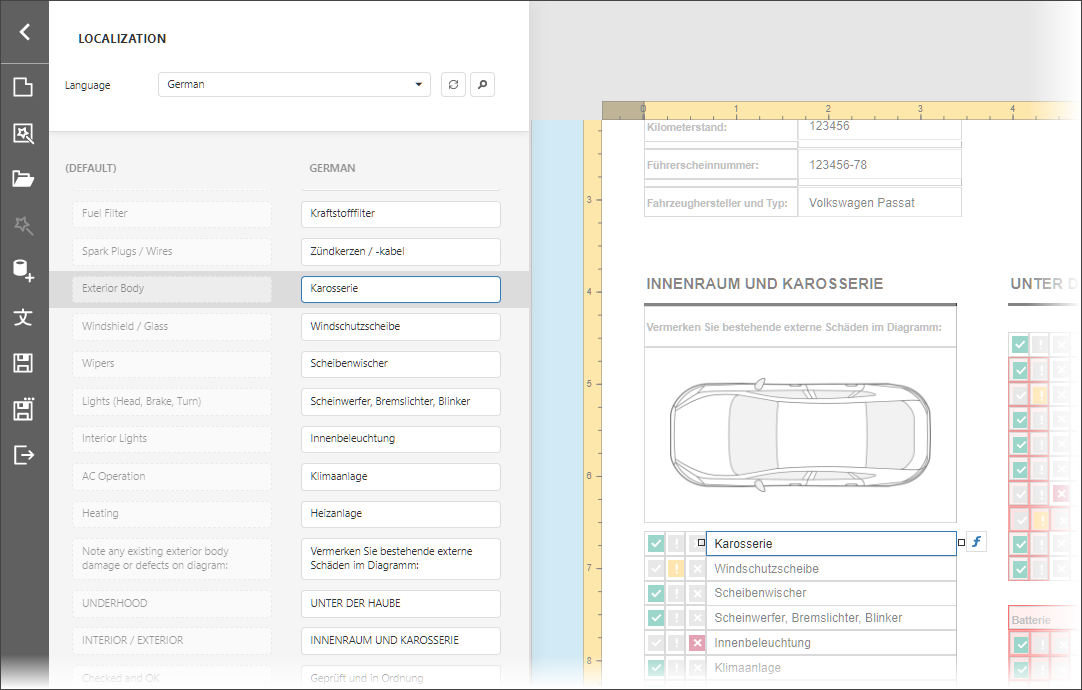 LOCALIZATION
Language
German
(DEFAULT)
GERMAN
Fuel Filter
Kraftstofffilter
Spark Plugs / Wires
Zündkerzen / -kabel
Exterior Body
Karosserie
Windshield / Glass
Windschutzscheibe
Wipers
Scheibenwischer
Lights (Head, Brake, Turn)
Scheinwerfer, Bremslichter, Blinker
Interior Lights
Innenbeleuchtung
AC Operation
Klimaanlage
Heating
Heizanlage
Note any existing exterior body
damage or defects on diagram:
Vermerken Sie bestehende externe
Schäden im Diagramm:
UNDERHOOD
UNTER DER HAUBE
INTERIOR / EXTERIOR
INNENRAUM UND KAROSSERIE
Checked and OK
Geprüft und in Ordnung
0 1 2 3 4
3
4
5
6
7
8
Kilometerstand:
123456
Führerscheinnummer:
123456-78
Fahrzeughersteller und Typ:
Volkswagen Passat
INNENRAUM UND KAROSSERIE
Vermerken Sie bestehende externe Schäden im Diagramm:
Karosserie
f
Windschutzscheibe
Scheibenwischer
Scheinwerfer, Bremslichter, Blinker
Innenbeleuchtung
Klimaanlage
UNTER D
Batterie